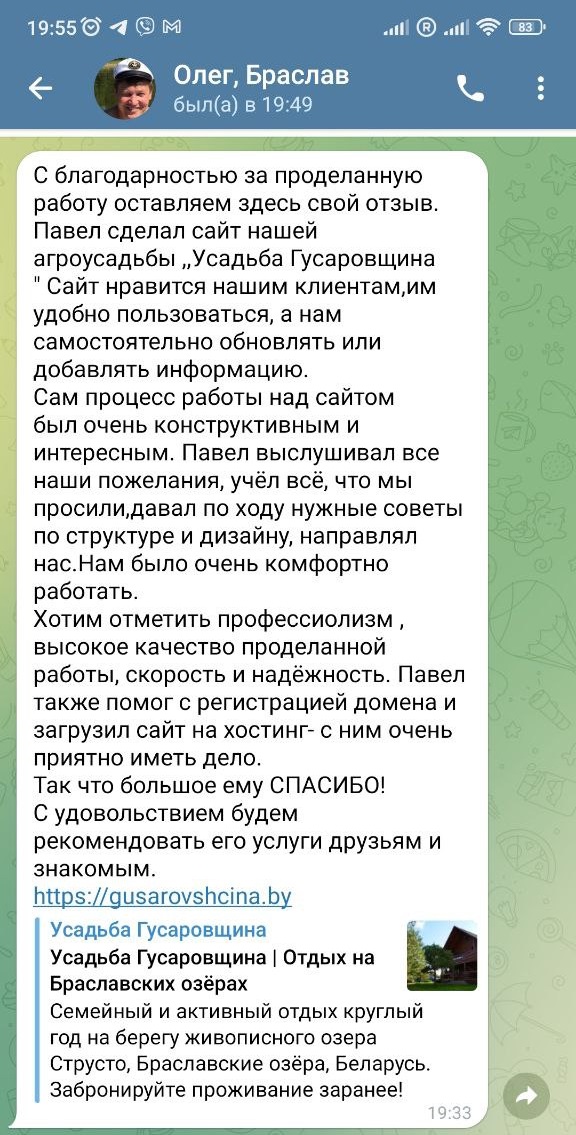 19:55
83
Олег, Браслав
был(а) в 19:49
С благодарностью за проделанную
работу оставляем здесь свой отзыв.
Павел сделал сайт нашей
агроусадьбы ,,Усадьба Гусаровщина
" Сайт нравится нашим клиентам,им
удобно пользоваться, а нам
самостоятельно обновлять или
добавлять информацию.
Сам процесс работы над сайтом
был очень конструктивным и
интересным. Павел выслушивал все
наши пожелания, учёл всё, что мы
просили,давал по ходу нужные советы
по структуре и дизайну, направлял
нас.Нам было очень комфортно
работать.
Хотим отметить профессиолизм ,
высокое качество проделанной
работы, скорость и надёжность. Павел
также помог с регистрацией домена и
загрузил сайт на хостинг- с ним очень
приятно иметь дело.
Так что большое ему СПАСИБО!
С удовольствием будем
рекомендовать его услуги друзьям и
знакомым.
https://gusarovshcina.by
Усадьба Гусаровщина
Усадьба Гусаровщина | Отдых на
Браславских озёрах
Семейный и активный отдых круглый
год на берегу живописного озера
Струсто, Браславские озёра, Беларусь.
Забронируйте проживание заранее!
19:33